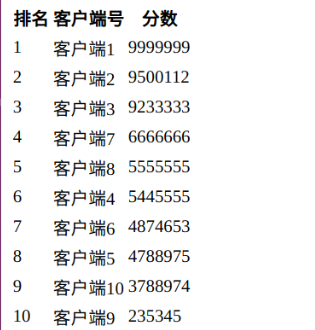 排名 客户端号 分数
1 客户端1 9999999
2 客户端2 9500112
3 客户端3 9233333
4 客户端7 6666666
5 客户端8 5555555
6 客户端4 5445555
7 客户端6 4874653
8 客户端5 4788975
9 客户端10 3788974
10 客户端9 235345